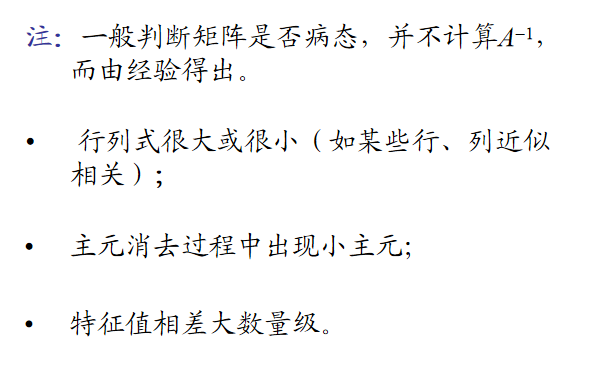 注：一般判断矩阵是否病态，并不计算A⁻¹，
而由经验得出。
• 行列式很大或很小（如某些行、列近似
相关）；
• 主元消去过程中出现小主元；
• 特征值相差大数量级。